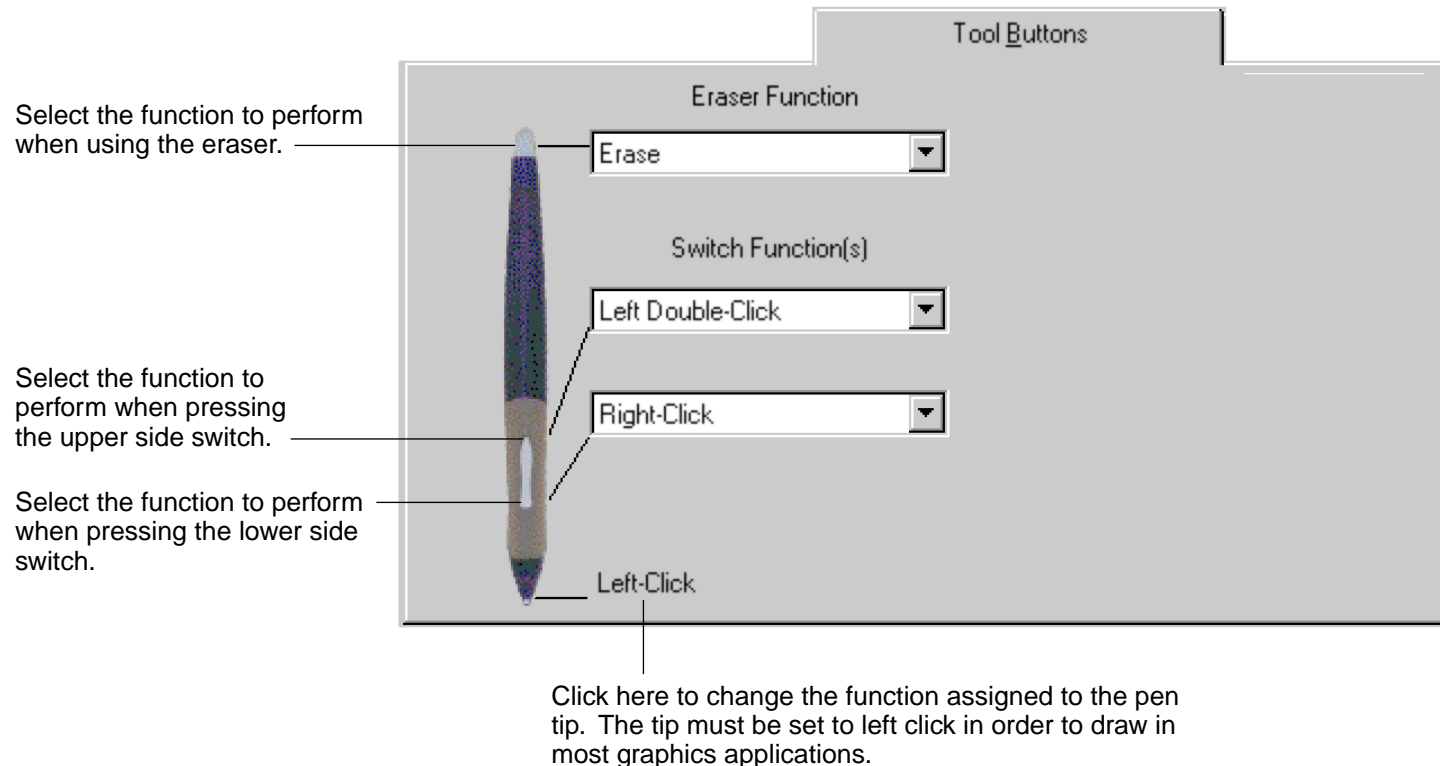 Tool Buttons
Eraser Function
Select the function to perform
when using the eraser.
Erase
Switch Function(s)
Left Double-Click
Select the function to
perform when pressing
the upper side switch.
Right-Click
Select the function to perform
when pressing the lower side
switch.
Left-Click
Click here to change the function assigned to the pen
tip.  The tip must be set to left click in order to draw in
most graphics applications.